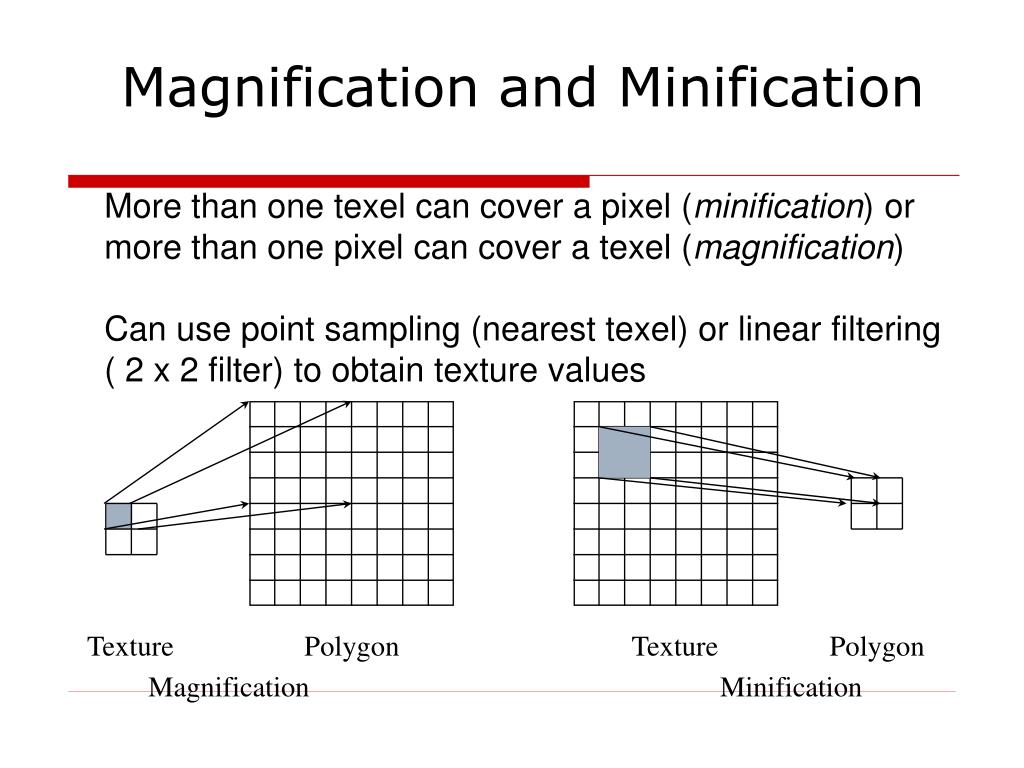 Magnification and Minification
More than one texel can cover a pixel (minification) or
more than one pixel can cover a texel (magnification)
Can use point sampling (nearest texel) or linear filtering
( 2 x 2 filter) to obtain texture values
Texture Polygon Texture Polygon
Magnification Minification